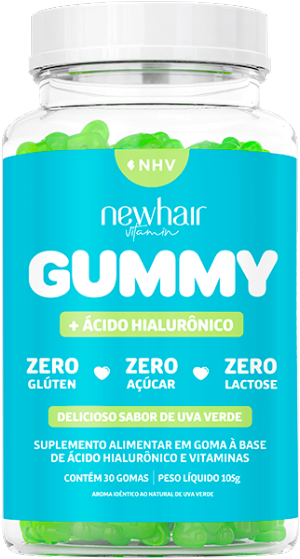 NHV
newhair
vitamin
GUMMY
+ ÁCIDO HIALURÔNICO
ZERO ZERO ZERO
GLÚTEN AÇÚCAR LACTOSE
DELICIOSO SABOR DE UVA VERDE
SUPLEMENTO ALIMENTAR EM GOMA À BASE
DE ÁCIDO HIALURÔNICO E VITAMINAS
CONTÉM 30 GOMAS | PESO LÍQUIDO 105g
AROMA IDÊNTICO AO NATURAL DE UVA VERDE